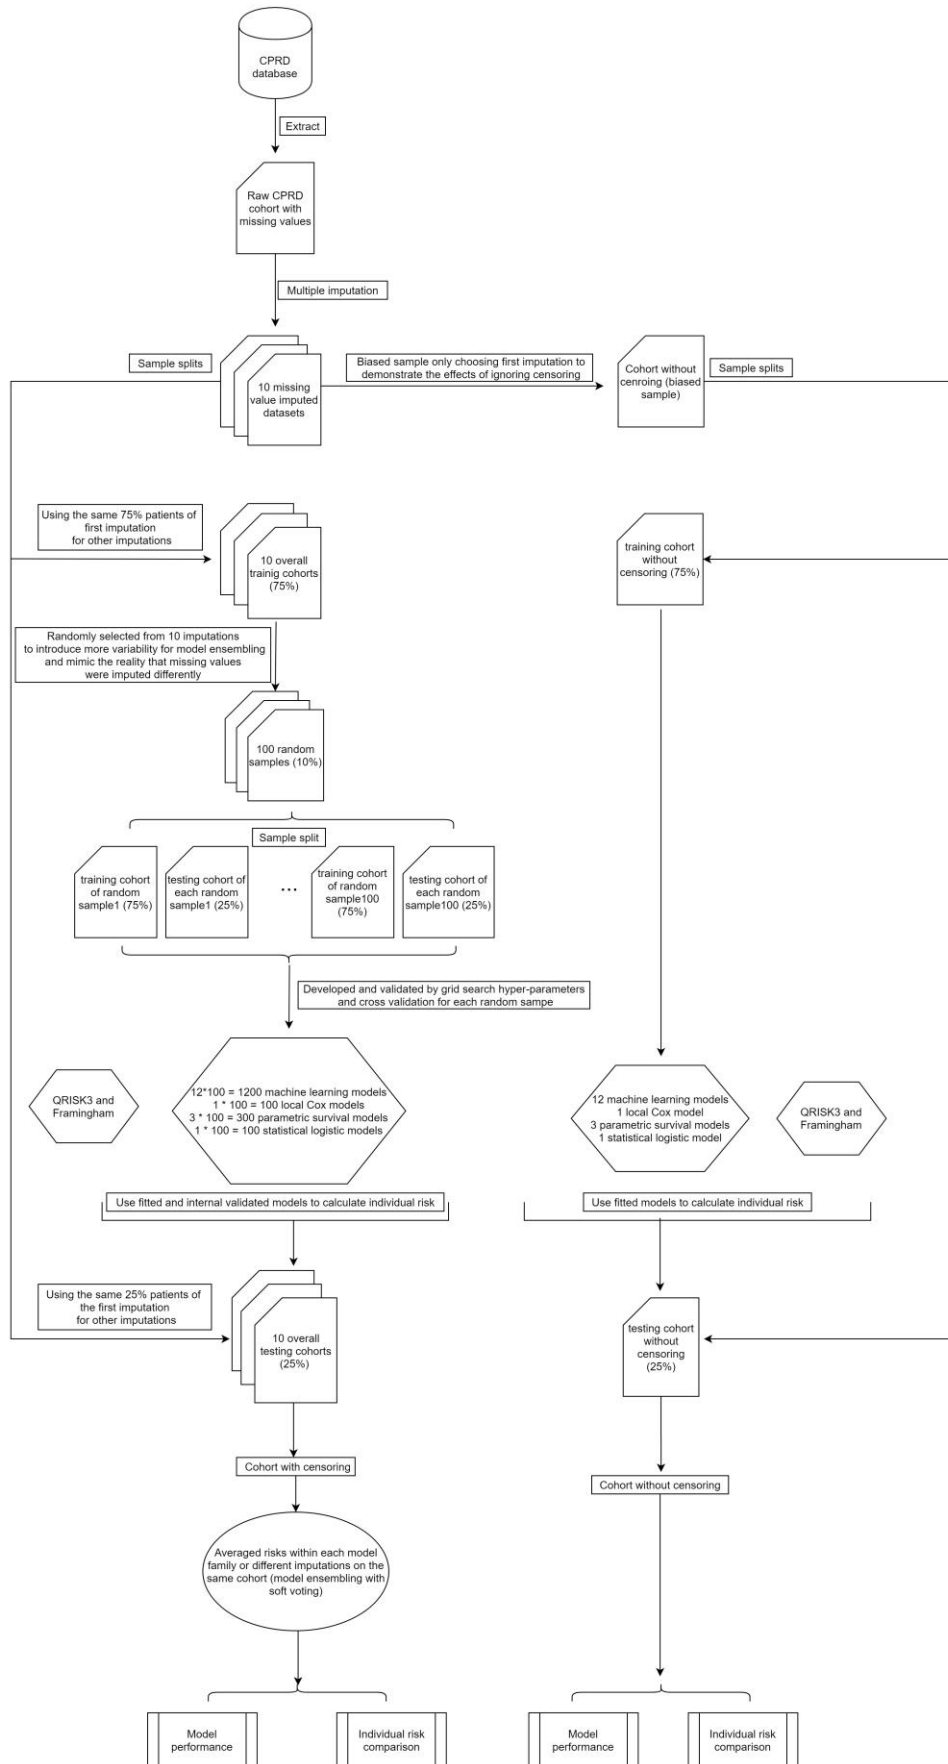 CPRD
database
Extract
Raw CPRD
cohort with
missing values
Multiple imputation
Sample splits
10 missing
value imputed
datasets
Biased sample only choosing first imputation to
demonstrate the effects of ignoring censoring
Cohort without
cenroing (biased
sample)
Sample splits
Using the same 75% patients of
first imputation
for other imputations
10 overall
trainig cohorts
(75%)
training cohort
without
censoring (75%)
Randomly selected from 10 imputations
to introduce more variability for model ensembling
and mimic the reality that missing values
were imputed differently
100 random
samples (10%)
Sample split
training cohort
of random
sample1 (75%)
testing cohort of
each random
sample1 (25%)
...
training cohort
of random
sample100
(75%)
testing cohort of
each random
sample100 (25%)
Developed and validated by grid search hyper-parameters
and cross validation for each random sampe
QRISK3 and
Framingham
12*100 = 1200 machine learning models
1 * 100 = 100 local Cox models
3 * 100 = 300 parametric survival models
1 * 100 = 100 statistical logistic models
12 machine learning models
1 local Cox model
3 parametric survival models
1 statistical logistic model
QRISK3 and
Framingham
Use fitted and internal validated models to calculate individual risk
Use fitted models to calculate individual risk
Using the same 25% patients of
the first imputation
for other imputations
10 overall
testing cohorts
(25%)
testing cohort
without
censoring
(25%)
Cohort with censoring
Cohort without censoring
Averaged risks within each model
family or different imputations on the
same cohort (model ensembling with
soft voting)
Model
performance
Individual risk
comparison
Model
performance
Individual risk
comparison